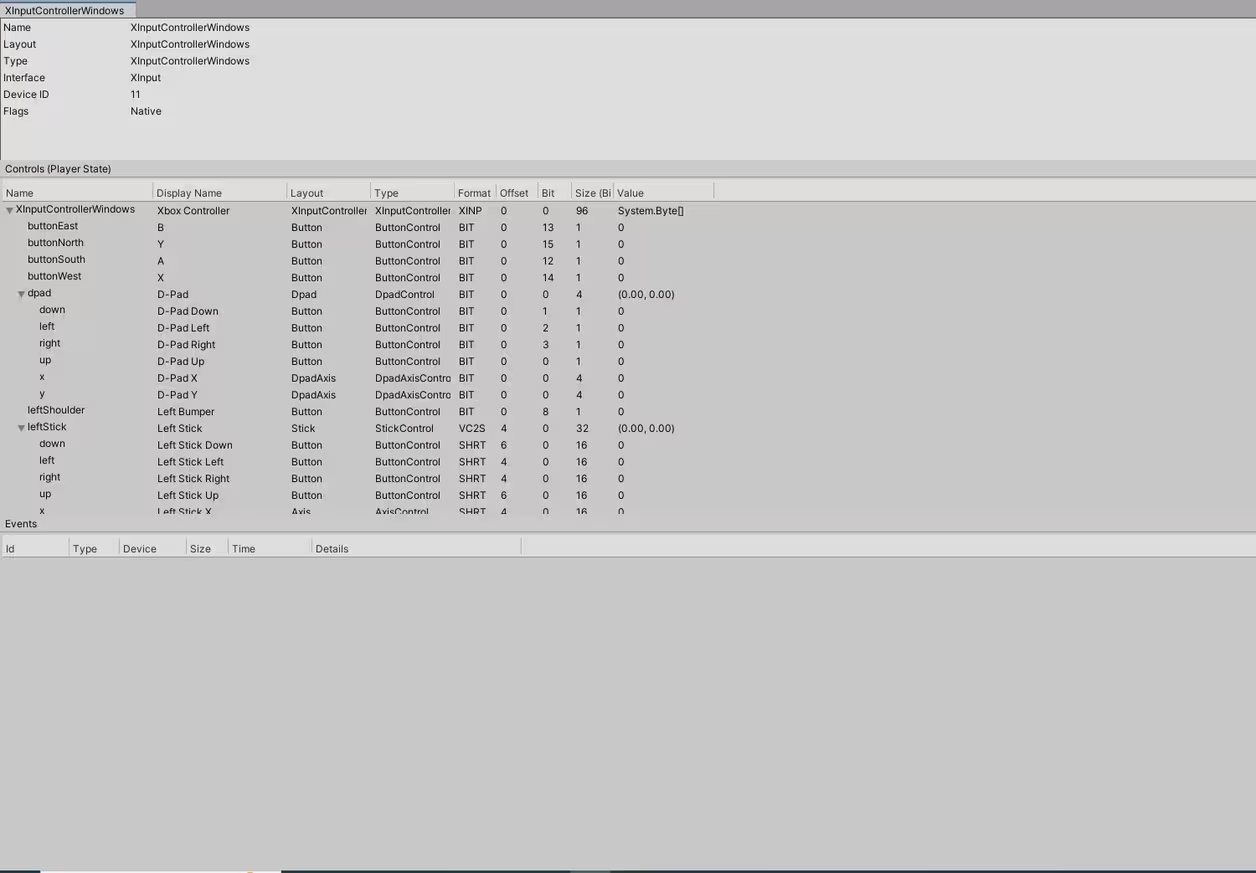 XInputControllerWindows
Name XInputControllerWindows
Layout XInputControllerWindows
Type XInputControllerWindows
Interface XInput
Device ID 11
Flags Native
Controls (Player State)
Name Display Name Layout Type Format Offset Bit Size (Bi Value
XInputControllerWindows Xbox Controller XInputController XInputController XINP 0 0 96 System.Byte[]
buttonEast B Button ButtonControl BIT 0 13 1 0
buttonNorth Y Button ButtonControl BIT 0 15 1 0
buttonSouth A Button ButtonControl BIT 0 12 1 0
buttonWest X Button ButtonControl BIT 0 14 1 0
dpad D-Pad Dpad DpadControl BIT 0 0 4 (0.00, 0.00)
down D-Pad Down Button ButtonControl BIT 0 1 1 0
left D-Pad Left Button ButtonControl BIT 0 2 1 0
right D-Pad Right Button ButtonControl BIT 0 3 1 0
up D-Pad Up Button ButtonControl BIT 0 0 1 0
x D-Pad X DpadAxis DpadAxisContro BIT 0 0 4 0
y D-Pad Y DpadAxis DpadAxisContro BIT 0 0 4 0
leftShoulder Left Bumper Button ButtonControl BIT 0 8 1 0
leftStick Left Stick Stick StickControl VC2S 4 0 32 (0.00, 0.00)
down Left Stick Down Button ButtonControl SHRT 6 0 16 0
left Left Stick Left Button ButtonControl SHRT 4 0 16 0
right Left Stick Right Button ButtonControl SHRT 4 0 16 0
up Left Stick Up Button ButtonControl SHRT 6 0 16 0
x Left Stick X Axis AxisControl SHRT 4 0 16 0
Events
Id Type Device Size Time Details